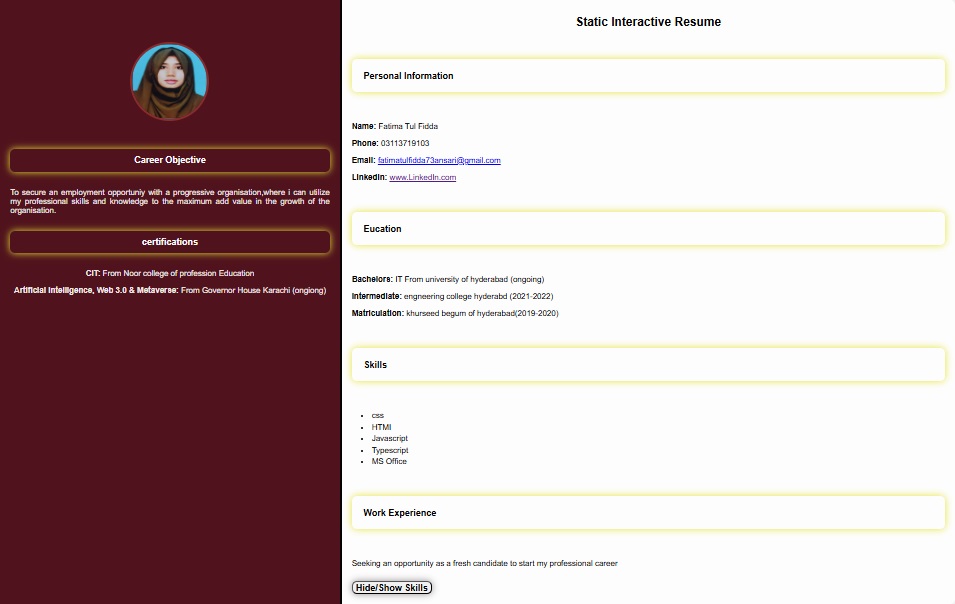 Static Interactive Resume
Career Objective
To secure an employment opportuniy with a progressive organisation,where i can utilize
my professional skills and knowledge to the maximum add value in the growth of the
organisation.
certifications
CIT: From Noor college of profession Education
Artificial Intelligence, Web 3.0 & Metaverse: From Governor House Karachi (ongiong)
Personal Information
Name: Fatima Tul Fidda
Phone: 03113719103
Email: fatimatulfidda73ansari@gmail.com
LinkedIn: www.LinkedIn.com
Eucation
Bachelors: IT From university of hyderabad (ongoing)
Intermediate: engneering college hyderabd (2021-2022)
Matriculation: khurseed begum of hyderabad(2019-2020)
Skills
• css
• HTMl
• Javascript
• Typescript
• MS Office
Work Experience
Seeking an opportunity as a fresh candidate to start my professional career
Hide/Show Skills